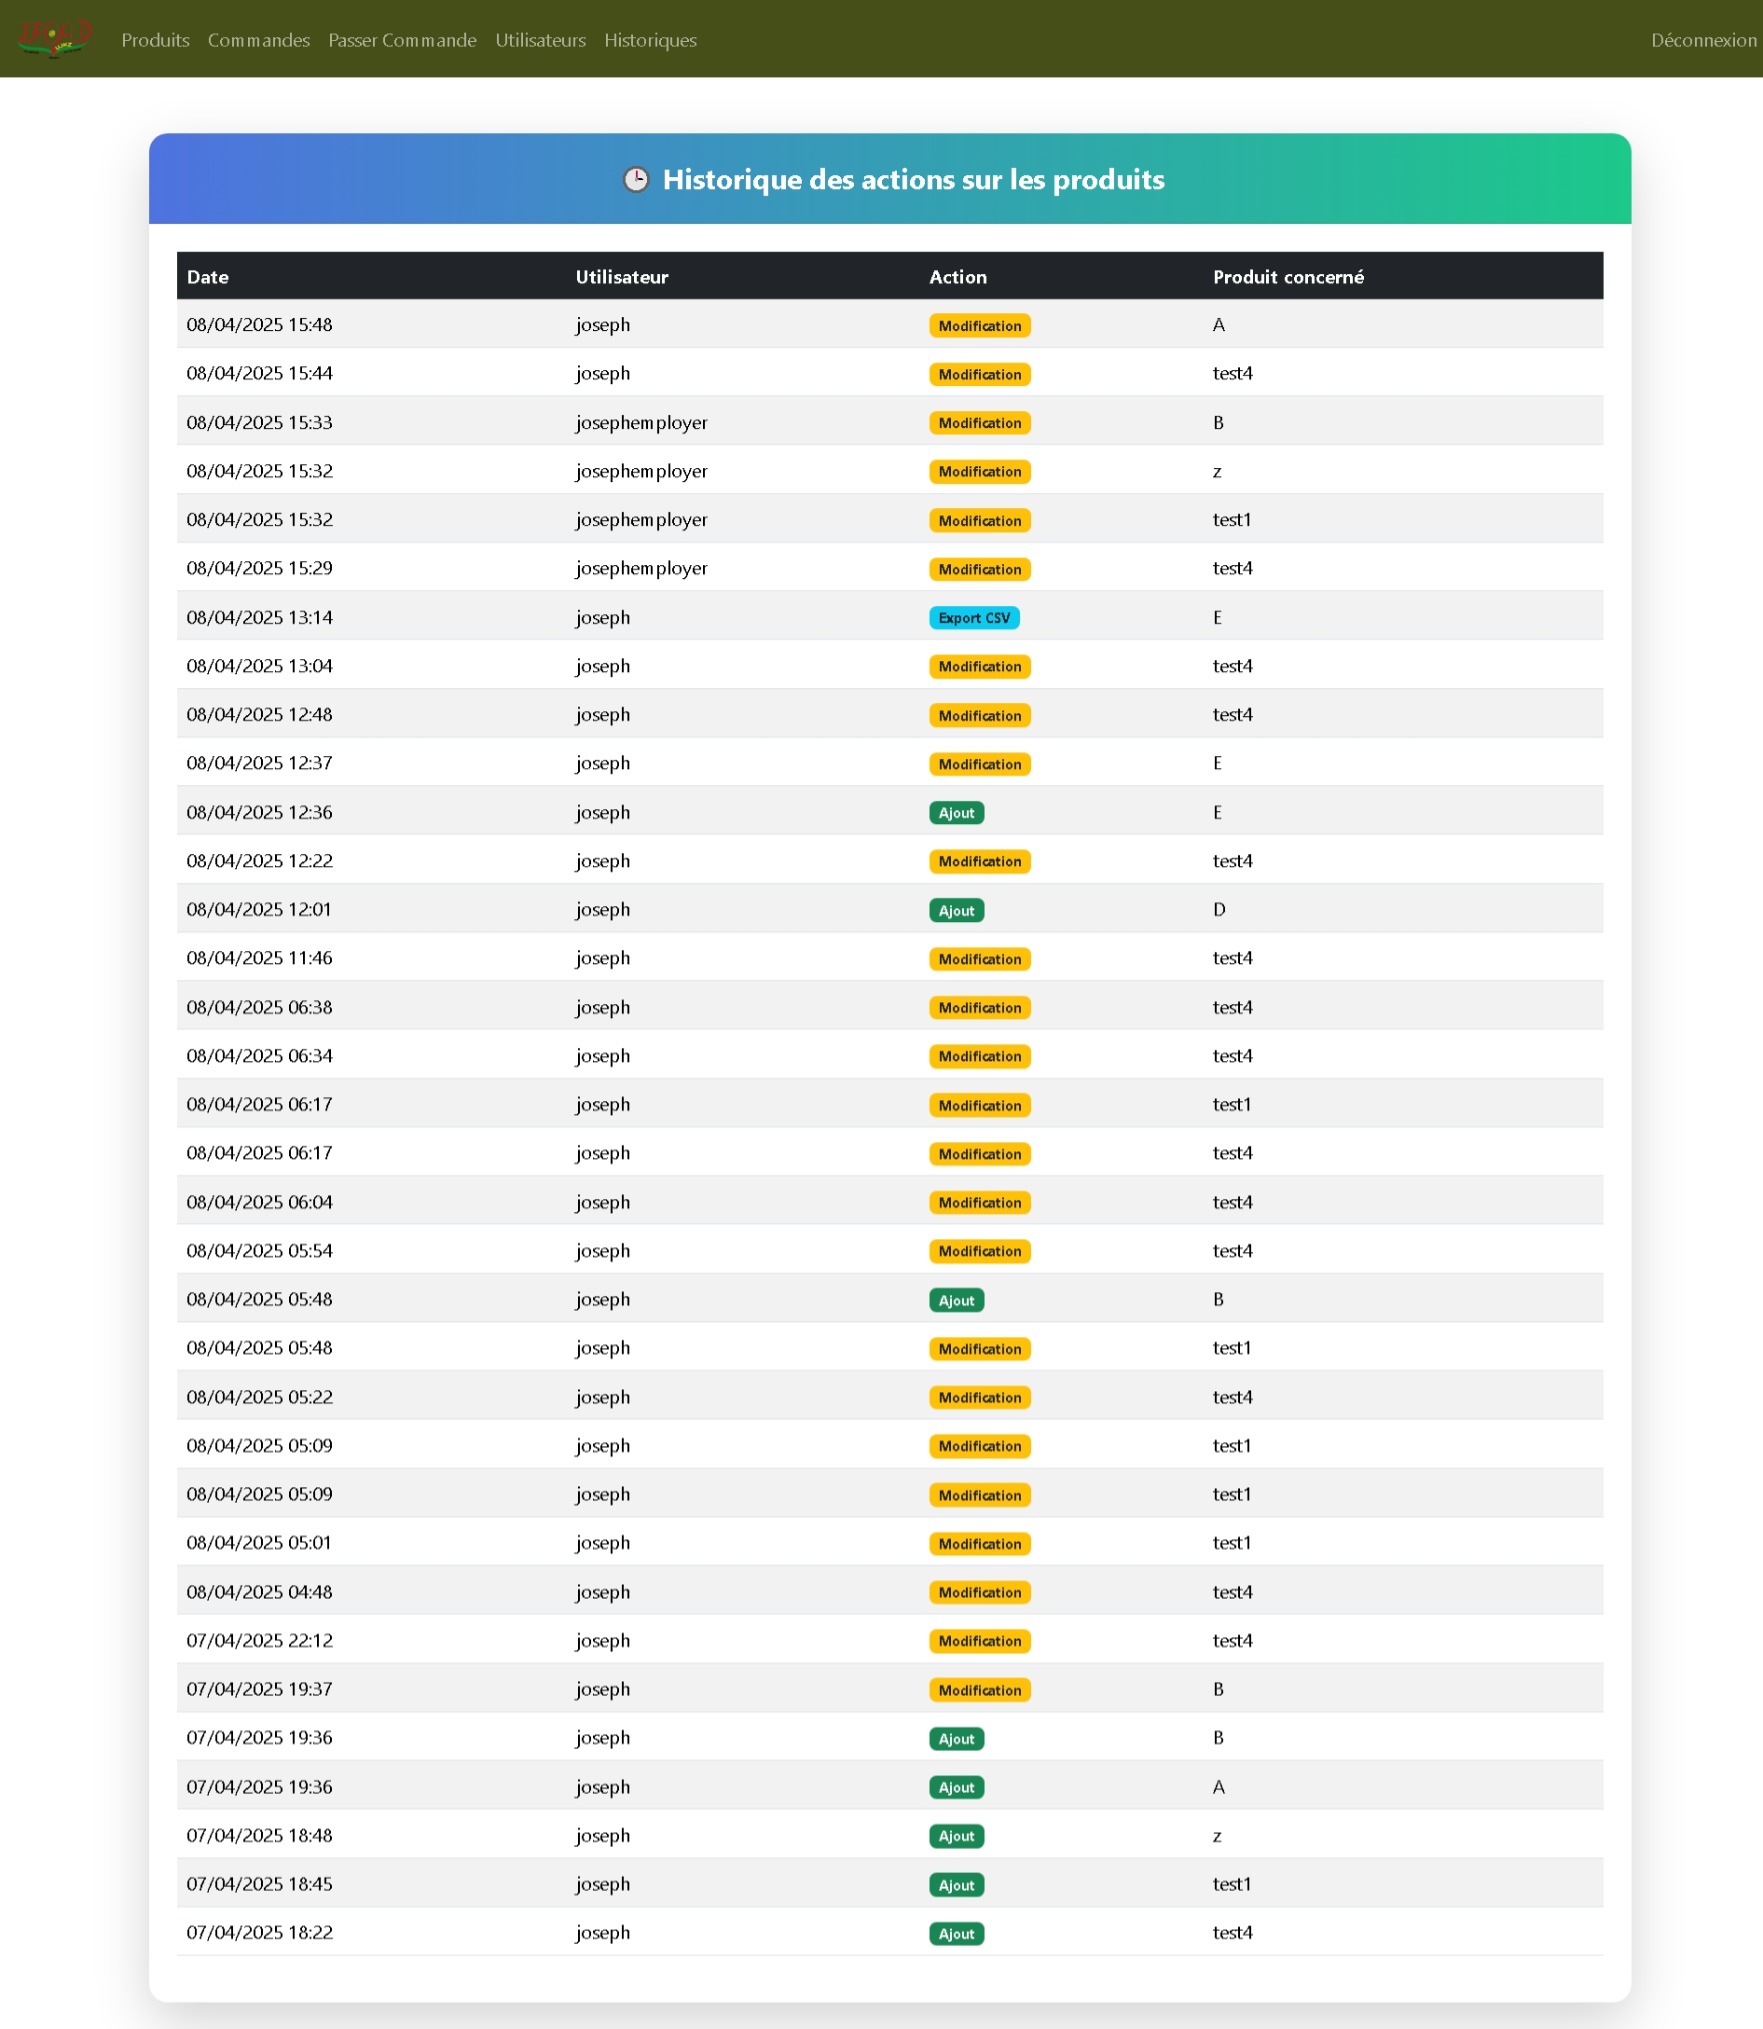 Produits Commandes Passer Commande Utilisateurs Historiques Déconnexion
Historique des actions sur les produits
Date Utilisateur Action Produit concerné
08/04/2025 15:48 joseph Modification A
08/04/2025 15:44 joseph Modification test4
08/04/2025 15:33 josephemployer Modification B
08/04/2025 15:32 josephemployer Modification z
08/04/2025 15:32 josephemployer Modification test1
08/04/2025 15:29 josephemployer Modification test4
08/04/2025 13:14 joseph Export CSV E
08/04/2025 13:04 joseph Modification test4
08/04/2025 12:48 joseph Modification test4
08/04/2025 12:37 joseph Modification E
08/04/2025 12:36 joseph Ajout E
08/04/2025 12:22 joseph Modification test4
08/04/2025 12:01 joseph Ajout D
08/04/2025 11:46 joseph Modification test4
08/04/2025 06:38 joseph Modification test4
08/04/2025 06:34 joseph Modification test4
08/04/2025 06:17 joseph Modification test1
08/04/2025 06:17 joseph Modification test4
08/04/2025 06:04 joseph Modification test4
08/04/2025 05:54 joseph Modification test4
08/04/2025 05:48 joseph Ajout B
08/04/2025 05:48 joseph Modification test1
08/04/2025 05:22 joseph Modification test4
08/04/2025 05:09 joseph Modification test1
08/04/2025 05:09 joseph Modification test1
08/04/2025 05:01 joseph Modification test1
08/04/2025 04:48 joseph Modification test4
07/04/2025 22:12 joseph Modification test4
07/04/2025 19:37 joseph Modification B
07/04/2025 19:36 joseph Ajout B
07/04/2025 19:36 joseph Ajout A
07/04/2025 18:48 joseph Ajout z
07/04/2025 18:45 joseph Ajout test1
07/04/2025 18:22 joseph Ajout test4